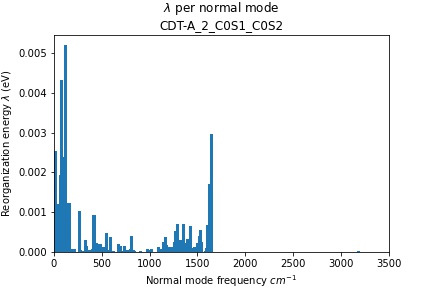 λ per normal mode
CDT-A_2_C0S1_C0S2
Reorganization energy λ (eV)
0.005
0.004
0.003
0.002
0.001
0.000
0 500 1000 1500 2000 2500 3000 3500
Normal mode frequency cm⁻¹